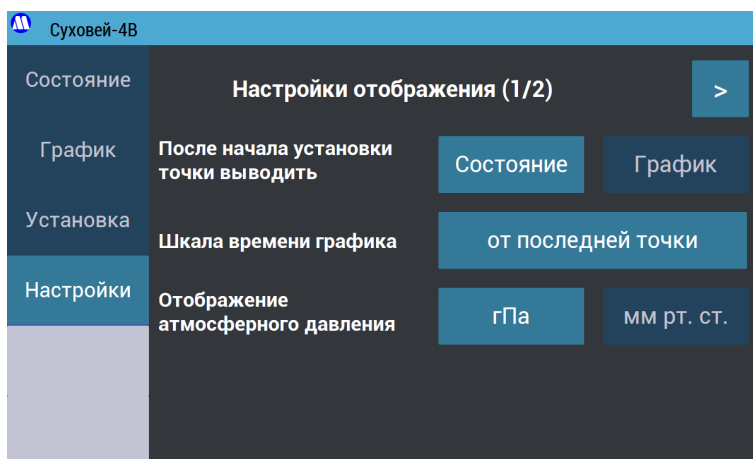 Суховей-4В
Состояние
График
Установка
Настройки
Настройки отображения (1/2)
>
После начала установки
точки выводить
Состояние
График
Шкала времени графика
от последней точки
Отображение
атмосферного давления
гПа
мм рт. ст.